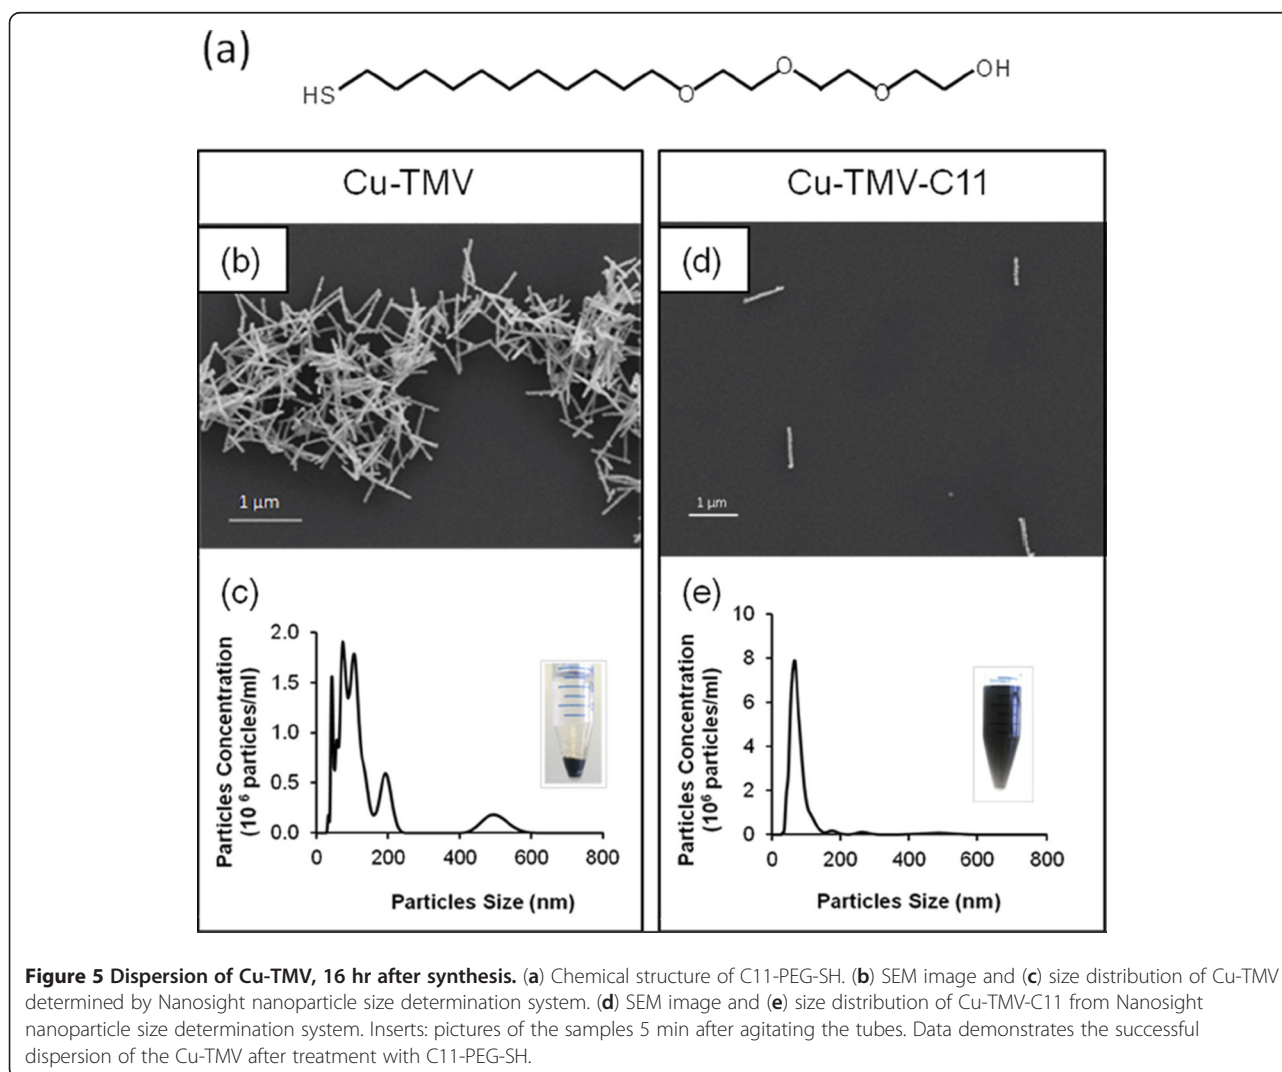 (a)
HS
O
O
O
OH
Cu-TMV
Cu-TMV-C11
(b)
1 μm
(d)
1 μm
(c)
Particles Concentration
(10 6 particles/ml)
2.0
1.5
1.0
0.5
0.0
0 200 400 600 800
Particles Size (nm)
(e)
Particles Concentration
(10⁶ particles/ml)
10
8
6
4
2
0
0 200 400 600 800
Particles Size (nm)
Figure 5 Dispersion of Cu-TMV, 16 hr after synthesis. (a) Chemical structure of C11-PEG-SH. (b) SEM image and (c) size distribution of Cu-TMV
determined by Nanosight nanoparticle size determination system. (d) SEM image and (e) size distribution of Cu-TMV-C11 from Nanosight
nanoparticle size determination system. Inserts: pictures of the samples 5 min after agitating the tubes. Data demonstrates the successful
dispersion of the Cu-TMV after treatment with C11-PEG-SH.